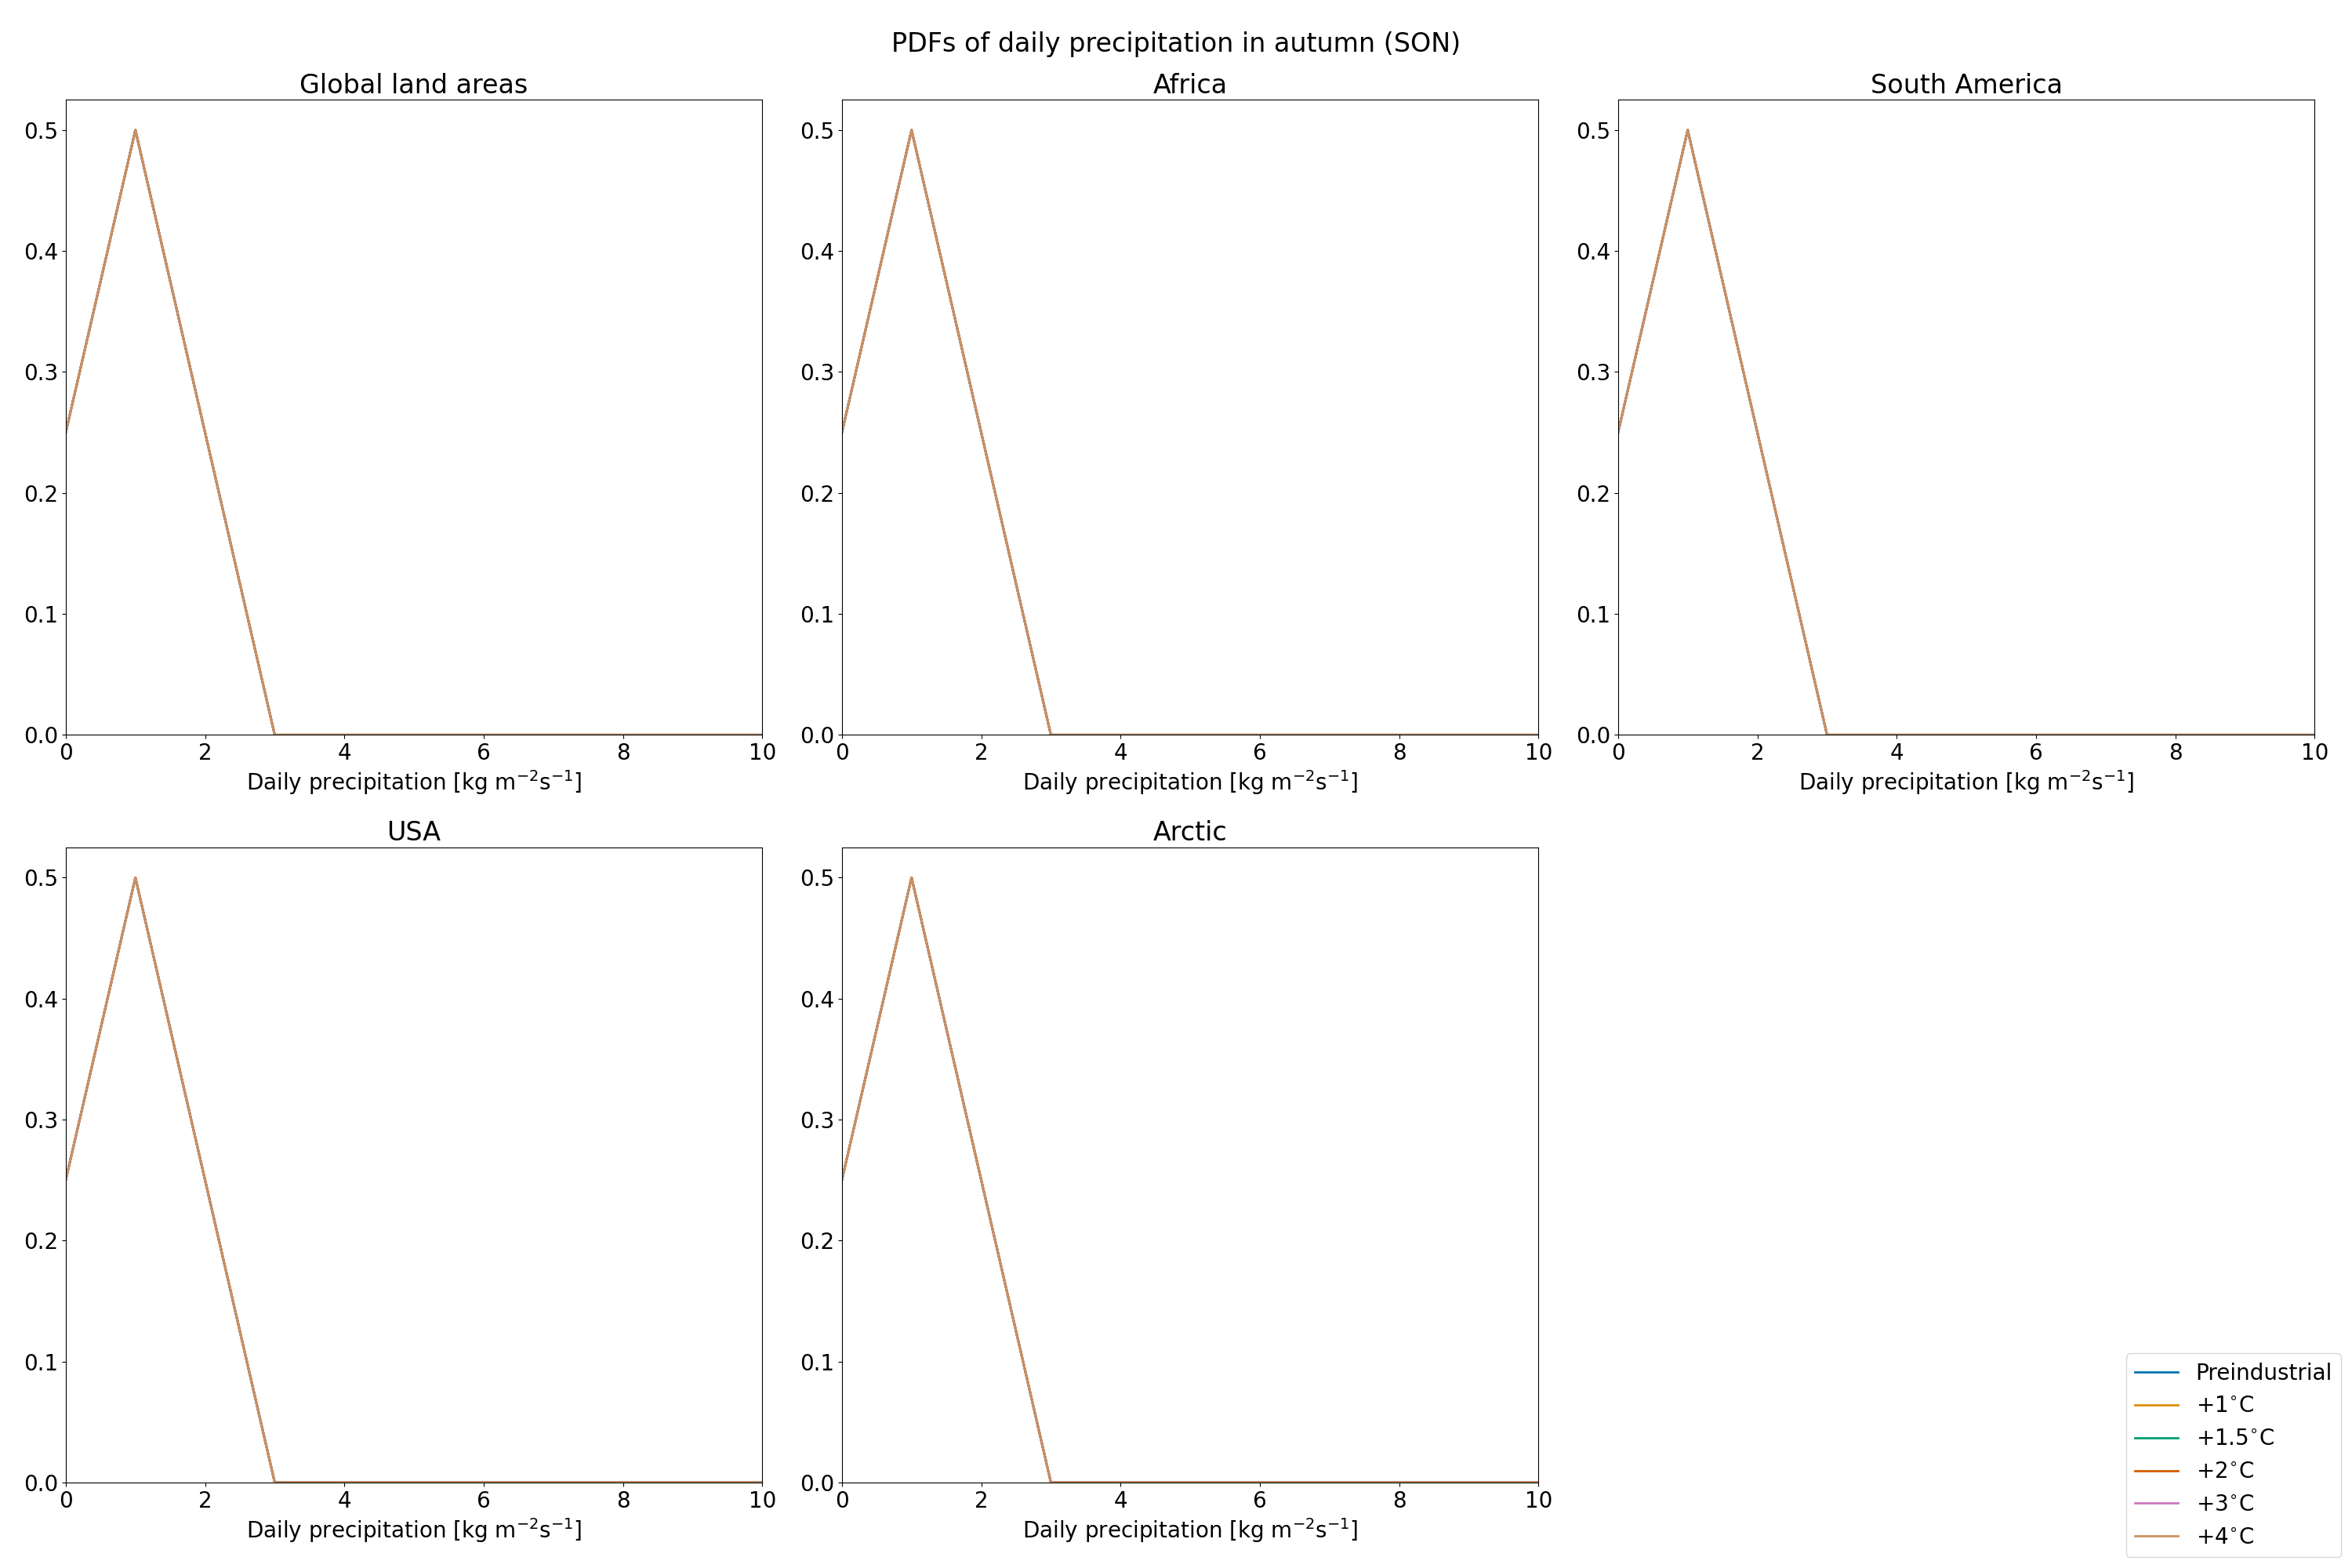 PDFs of daily precipitation in autumn (SON)
Global land areas
0.5
0.4
0.3
0.2
0.1
0.0
0 2 4 6 8 10
Daily precipitation [kg m⁻²s⁻¹]
Africa
0.5
0.4
0.3
0.2
0.1
0.0
0 2 4 6 8 10
Daily precipitation [kg m⁻²s⁻¹]
South America
0.5
0.4
0.3
0.2
0.1
0.0
0 2 4 6 8 10
Daily precipitation [kg m⁻²s⁻¹]
USA
0.5
0.4
0.3
0.2
0.1
0.0
0 2 4 6 8 10
Daily precipitation [kg m⁻²s⁻¹]
Arctic
0.5
0.4
0.3
0.2
0.1
0.0
0 2 4 6 8 10
Daily precipitation [kg m⁻²s⁻¹]
Preindustrial
+1°C
+1.5°C
+2°C
+3°C
+4°C